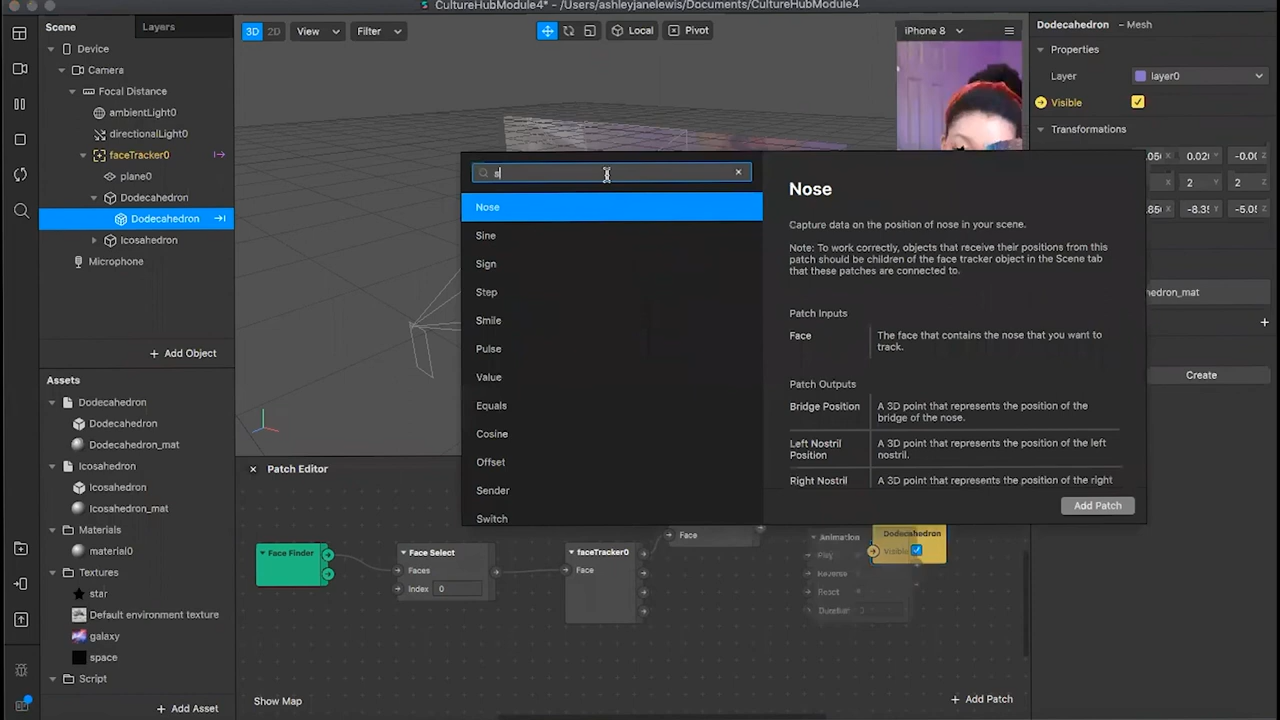 CultureHubModule4* - /Users/ashleyjanelewis/Documents/CultureHubModule4
Scene
Layers
3D
2D
View
Filter
Local
Pivot
iPhone 8
Dodecahedron – Mesh
Device
Camera
Focal Distance
ambientLight0
directionalLight0
faceTracker0
plane0
Dodecahedron
Dodecahedron
Icosahedron
Microphone
Add Object
Properties
Layer
layer0
Visible
Transformations
2
2
Create
s
Nose
Sine
Sign
Step
Smile
Pulse
Value
Equals
Cosine
Offset
Sender
Switch
Nose
Capture data on the position of nose in your scene.
Note: To work correctly, objects that receive their positions from this
patch should be children of the face tracker object in the Scene tab
that these patches are connected to.
Patch Inputs
Face
The face that contains the nose that you want to
track.
Patch Outputs
Bridge Position
A 3D point that represents the position of the
bridge of the nose.
Left Nostril
Position
A 3D point that represents the position of the left
nostril.
Right Nostril
A 3D point that represents the position of the right
Add Patch
Assets
Dodecahedron
Dodecahedron
Dodecahedron_mat
Icosahedron
Icosahedron
Icosahedron_mat
Materials
material0
Textures
star
Default environment texture
galaxy
space
Script
Add Asset
Patch Editor
Face Finder
Face Select
Faces
Index
0
faceTracker0
Face
Face
Animation
Play
Reverse
Reset
Duration
Dodecahedron
Visible
Show Map
Add Patch